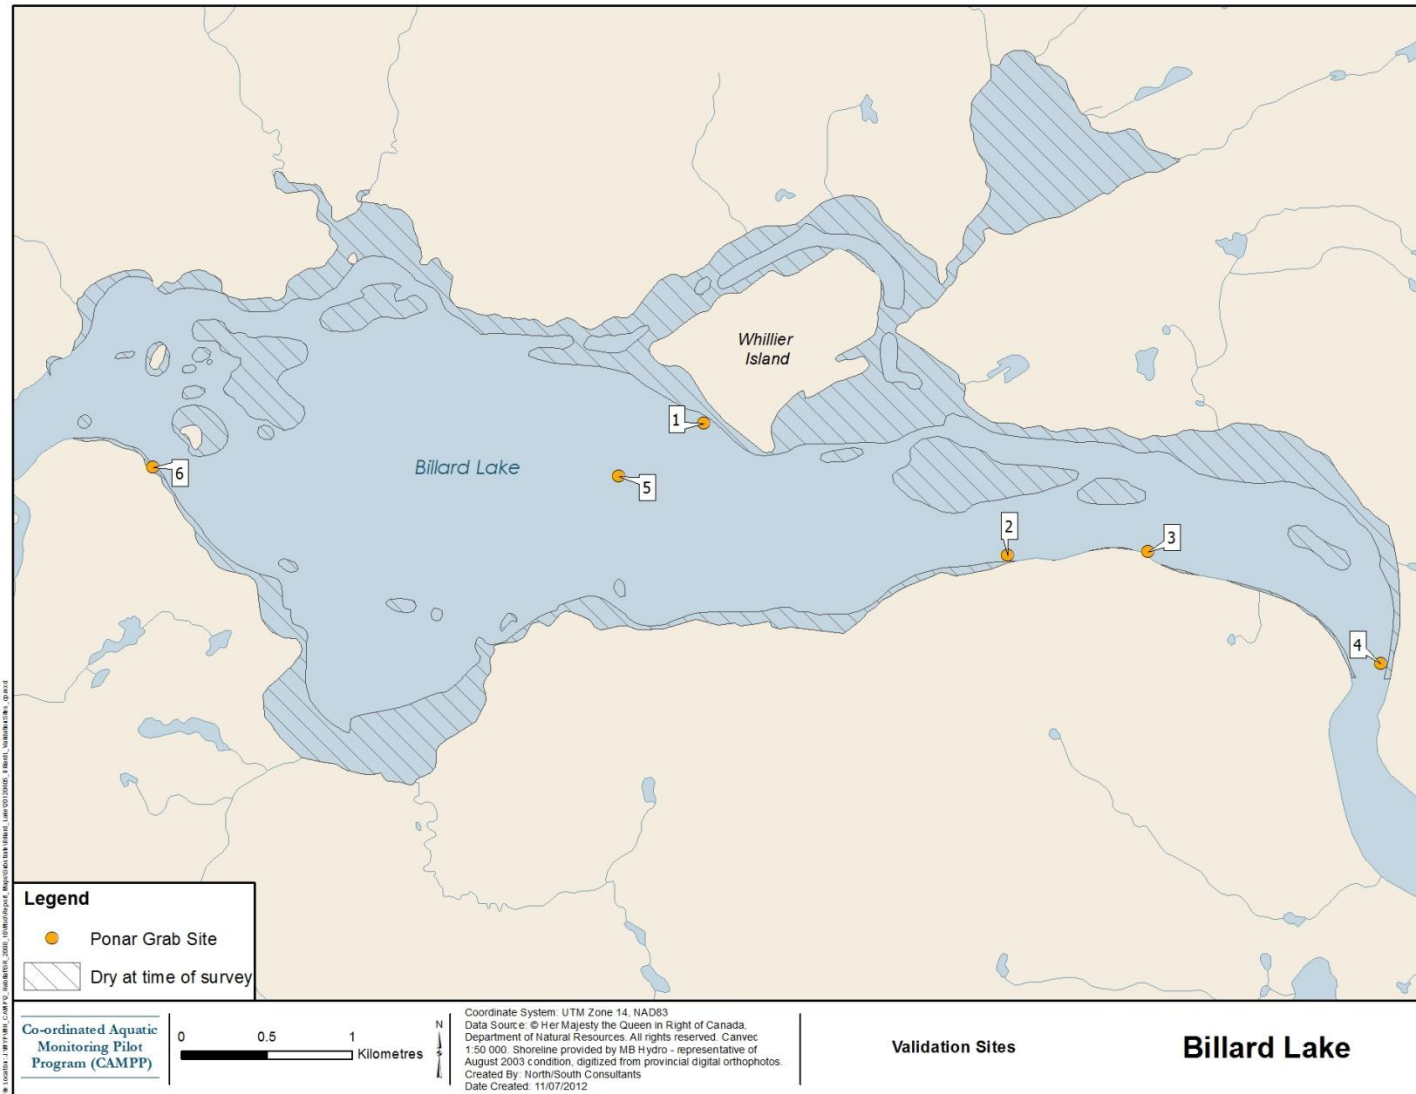 Whillier
Island
1
Billard Lake
6
5
2
3
4
Legend
Ponar Grab Site
Dry at time of survey
Co-ordinated Aquatic
Monitoring Pilot
Program (CAMPP)
0 0.5 1
Kilometres
N
S
Coordinate System: UTM Zone 14, NAD83
Data Source: © Her Majesty the Queen in Right of Canada,
Department of Natural Resources. All rights reserved. Canvec
1:50 000. Shoreline provided by MB Hydro - representative of
August 2003 condition, digitized from provincial digital orthophotos.
Created By: North/South Consultants
Date Created: 11/07/2012
Validation Sites
Billard Lake